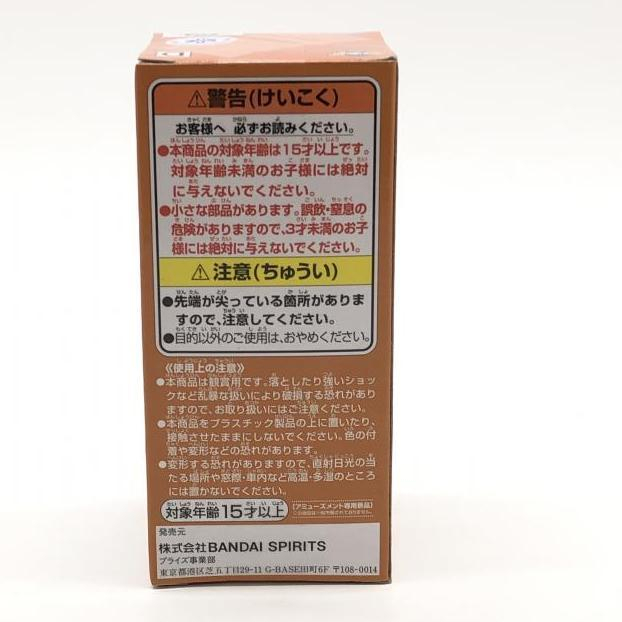 ⚠警告(けいこく)
お客様へ 必ずお読みください。
●本商品の対象年齢は15才以上です。
対象年齢未満のお子様には絶対
に与えないでください。
●小さな部品があります。誤飲・窒息の
危険がありますので、3才未満のお子
様には絶対に与えないでください。
⚠注意(ちゅうい)
●先端が尖っている箇所がありま
すので、注意してください。
●目的以外のご使用は、おやめください。
《使用上の注意》
●本商品は観賞用です。落としたり強いショッ
クなど乱暴な扱いにより破損する恐れがあり
ますので、お取り扱いにはご注意ください。
●本商品をプラスチック製品の上に置いたり、
接触させたままにしないでください。色の付
着や変形などの恐れがあります。
●変形する恐れがありますので、直射日光の当
たる場所や窓際・車内など高温・多湿のところ
には置かないでください。
対象年齢15才以上
[アミューズメント専用景品]
発売元
株式会社BANDAI SPIRITS
プライズ事業部
東京都港区芝五丁目29-11 G-BASE田町6F 〒108-0014